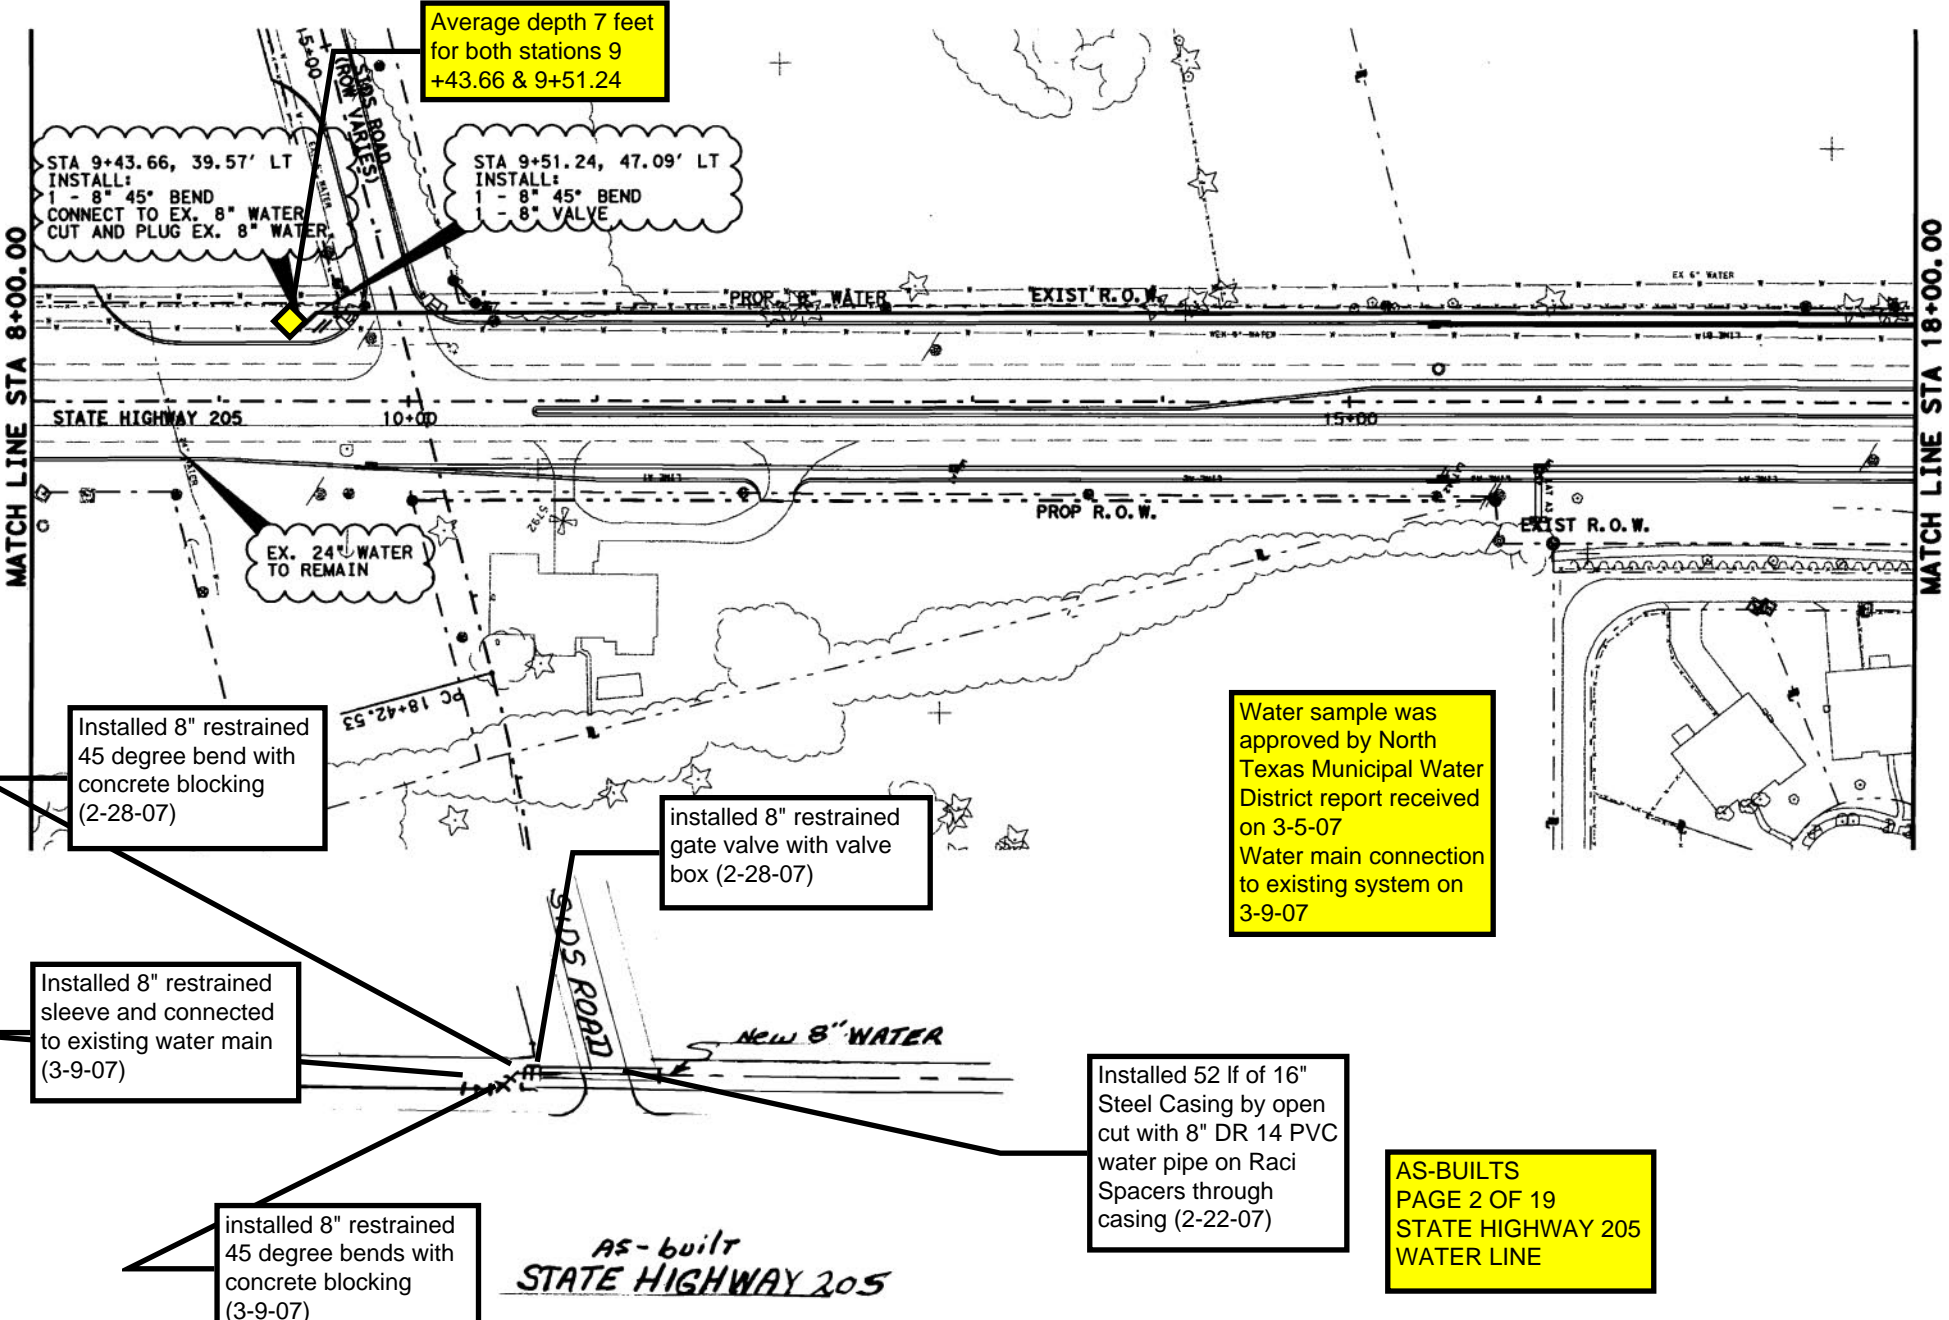 Average depth 7 feet
for both stations 9
+43.66 & 9+51.24
15+00
SIDS ROAD
(ROW VARIES)
STA 9+43.66, 39.57' LT
INSTALL:
1 - 8" 45° BEND
CONNECT TO EX. 8" WATER
CUT AND PLUG EX. 8" WATER
STA 9+51.24, 47.09' LT
INSTALL:
1 - 8" 45° BEND
1 - 8" VALVE
MATCH LINE STA 8+00.00
MATCH LINE STA 18+00.00
PROP 8" WATER
EXIST R.O.W.
EX 6" WATER
STATE HIGHWAY 205
10+00
15+00
24" WATER
PROP R.O.W.
EXIST R.O.W.
LAT A3
5792
EX. 24" WATER
TO REMAIN
PC 18+42.53
Installed 8" restrained
45 degree bend with
concrete blocking
(2-28-07)
installed 8" restrained
gate valve with valve
box (2-28-07)
Water sample was
approved by North
Texas Municipal Water
District report received
on 3-5-07
Water main connection
to existing system on
3-9-07
Installed 8" restrained
sleeve and connected
to existing water main
(3-9-07)
SIDS ROAD
New 8" WATER
Installed 52 lf of 16"
Steel Casing by open
cut with 8" DR 14 PVC
water pipe on Raci
Spacers through
casing (2-22-07)
installed 8" restrained
45 degree bends with
concrete blocking
(3-9-07)
AS-built
STATE HIGHWAY 205
AS-BUILTS
PAGE 2 OF 19
STATE HIGHWAY 205
WATER LINE